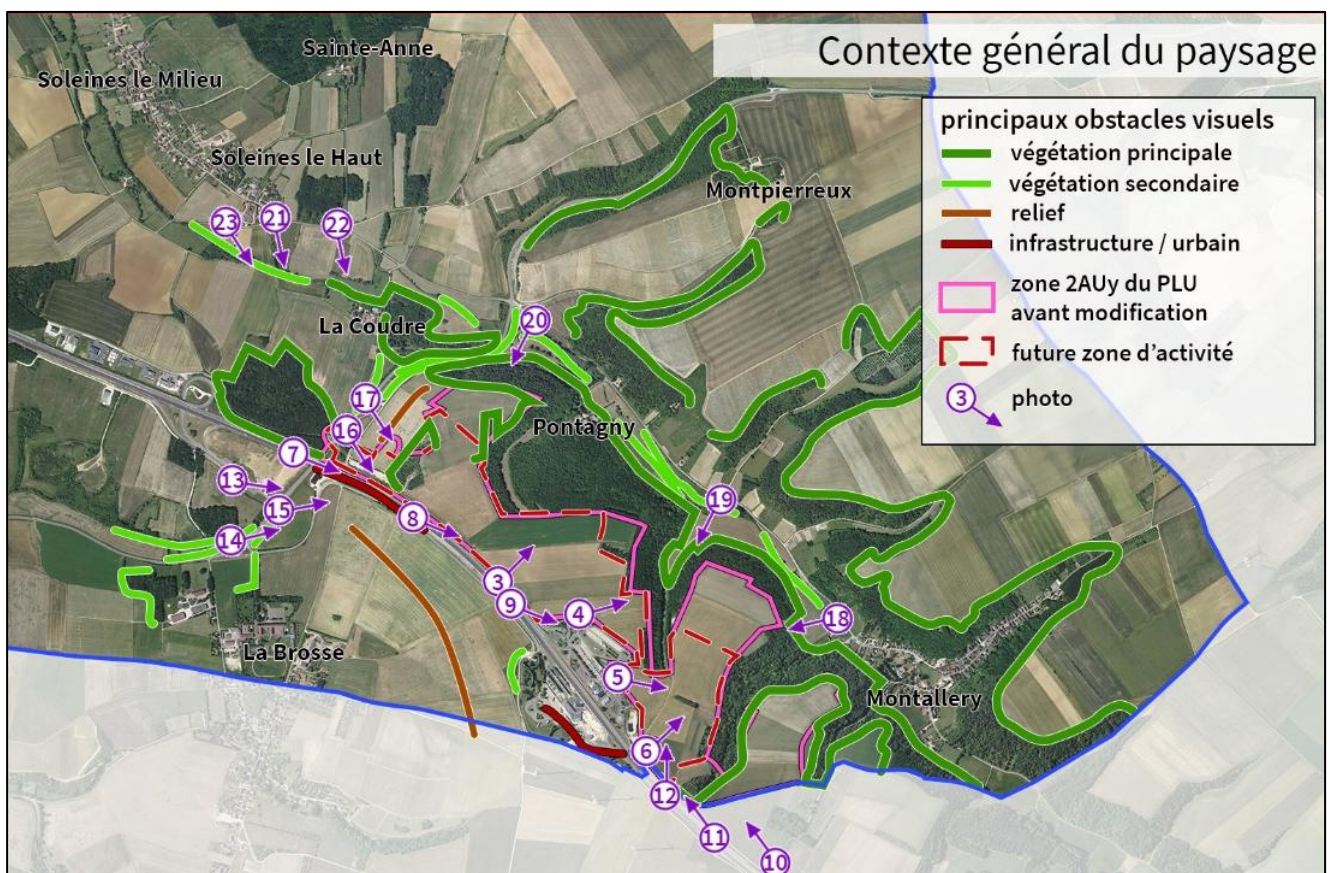 Contexte général du paysage
Sainte-Anne
Soleines le Milieu
Soleines le Haut
principaux obstacles visuels
végétation principale
végétation secondaire
relief
infrastructure / urbain
zone 2AUy du PLU
avant modification
future zone d'activité
3 photo
Montpierreux
23 21 22
La Coudre
20
17
Pontagny
16
7
13
15
14
8
19
3
9
4
18
La Brosse
5
Montallery
6
12
11
10